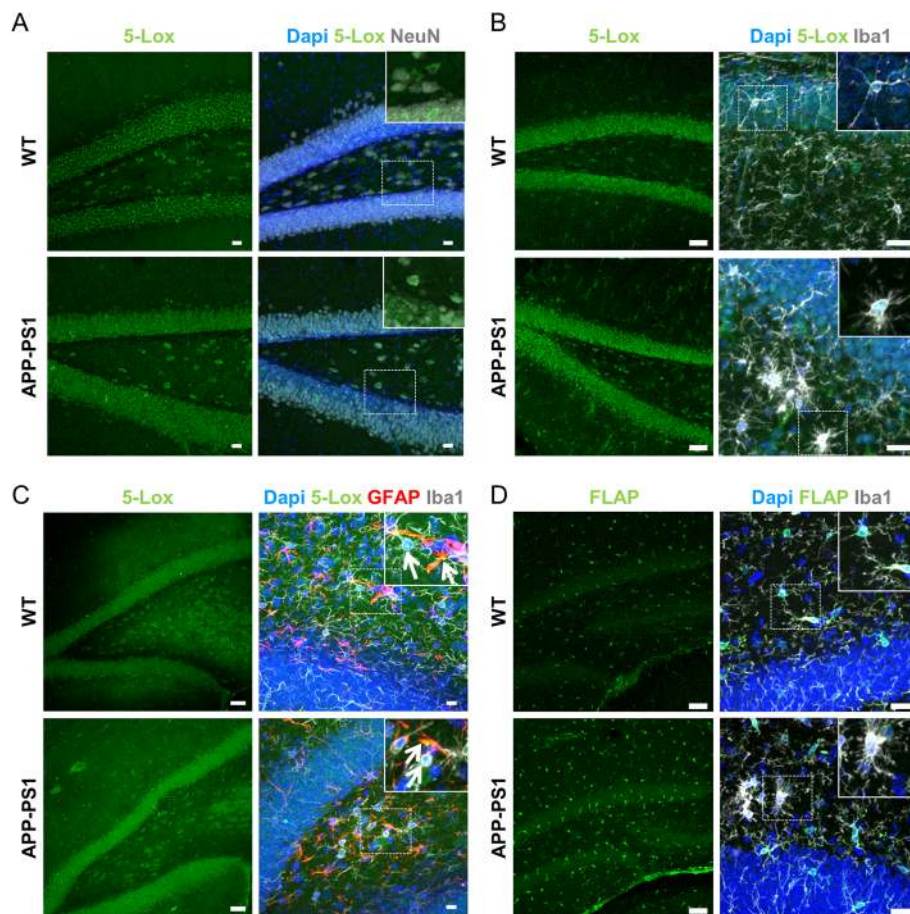 A
5-Lox
Dapi 5-Lox NeuN
WT
APP-PS1
B
5-Lox
Dapi 5-Lox Iba1
WT
APP-PS1
C
5-Lox
Dapi 5-Lox GFAP Iba1
WT
APP-PS1
D
FLAP
Dapi FLAP Iba1
WT
APP-PS1